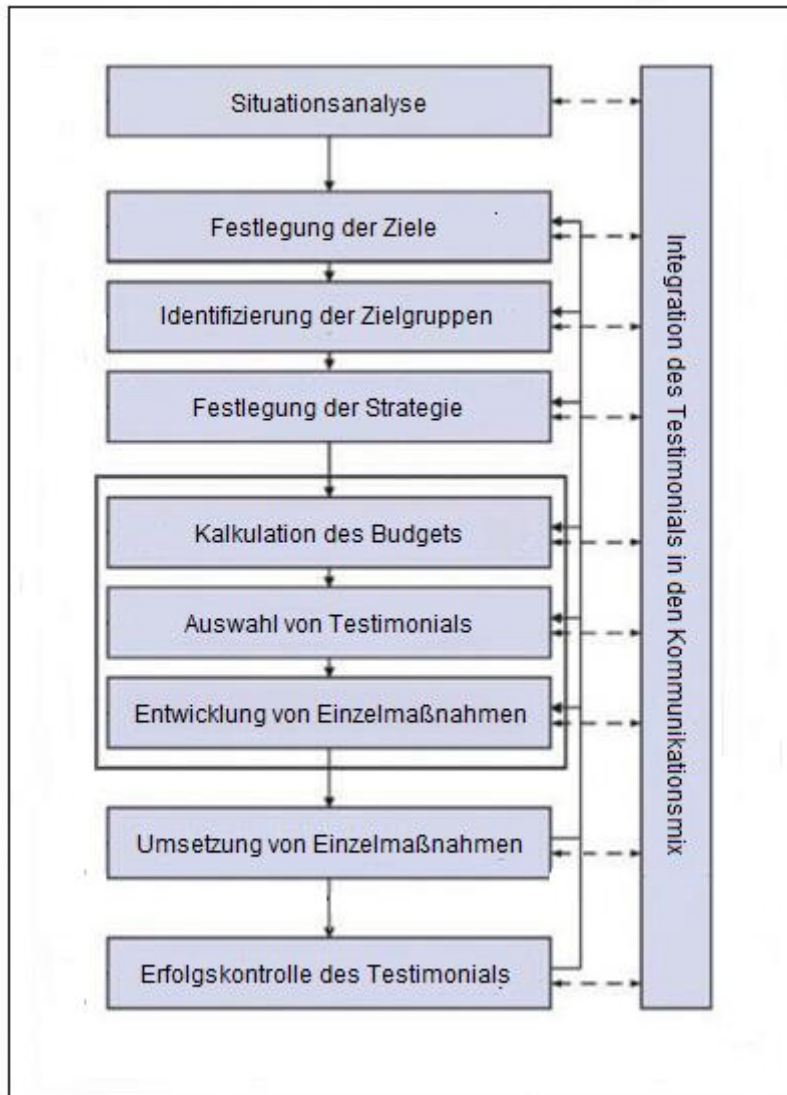 Situationsanalyse
Festlegung der Ziele
Identifizierung der Zielgruppen
Festlegung der Strategie
Kalkulation des Budgets
Auswahl von Testimonials
Entwicklung von Einzelmaßnahmen
Umsetzung von Einzelmaßnahmen
Erfolgskontrolle des Testimonials
Integration des Testimonials in den Kommunikationsmix